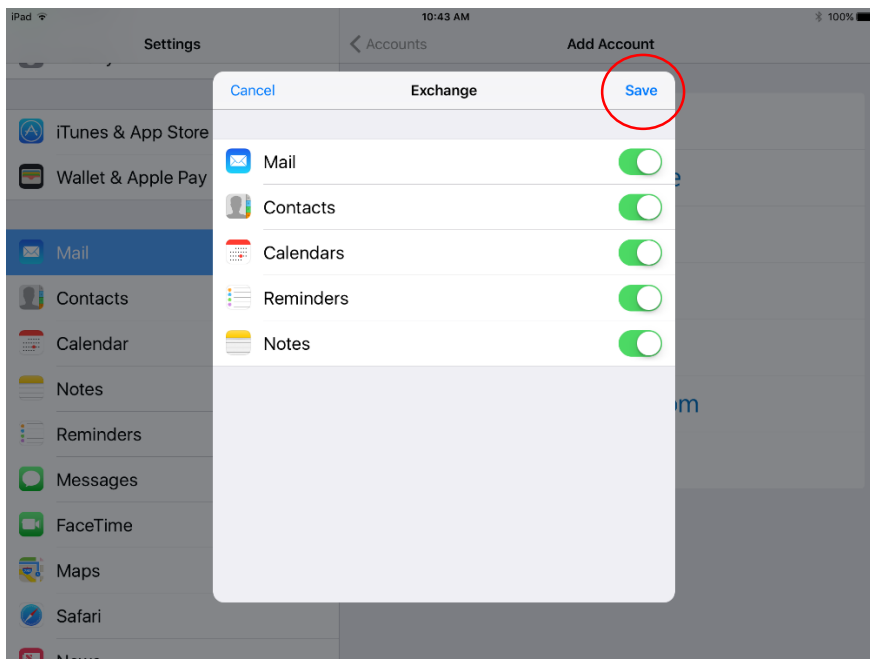 iPad 10:43 AM 100%
Settings
Accounts Add Account
Cancel Exchange Save
iTunes & App Store
Mail
Wallet & Apple Pay
Contacts
Mail
Calendars
Contacts
Reminders
Calendar
Notes
Notes
Reminders
Messages
FaceTime
Maps
Safari